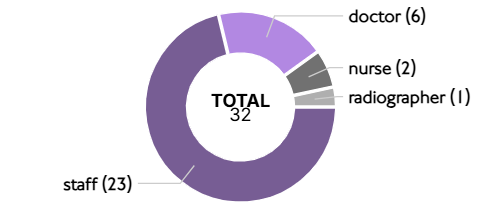 doctor (6)
nurse (2)
radiographer (1)
TOTAL
32
staff (23)